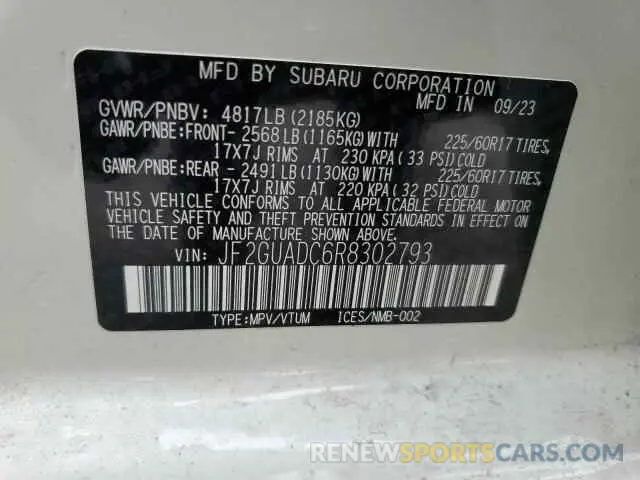 MFD BY SUBARU CORPORATION
MFD IN 09/23
GVWR/PNBV: 4817LB (2185KG)
GAWR/PNBE:FRONT- 2568LB(1165KG)WITH 225/60R17 TIRES,
17X7J RIMS AT 230 KPA( 33 PSI)COLD
GAWR/PNBE:REAR - 2491LB(1130KG)WITH 225/60R17 TIRES,
17X7J RIMS AT 220 KPA( 32 PSI)COLD
THIS VEHICLE CONFORMS TO ALL APPLICABLE FEDERAL MOTOR
VEHICLE SAFETY AND THEFT PREVENTION STANDARDS IN EFFECT ON
THE DATE OF MANUFACTURE SHOWN ABOVE.
VIN: JF2GUADC6R8302793
TYPE:MPV/VTUM ICES/NMB-002
RENEWSPORTSCARS.COM